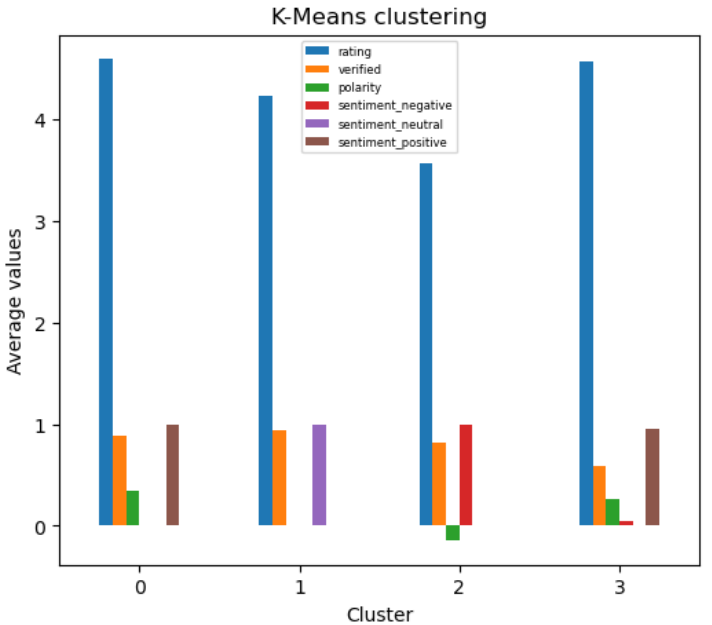 K-Means clustering
rating
verified
polarity
sentiment_negative
sentiment_neutral
sentiment_positive
Average values
4
3
2
1
0
0 1 2 3
Cluster